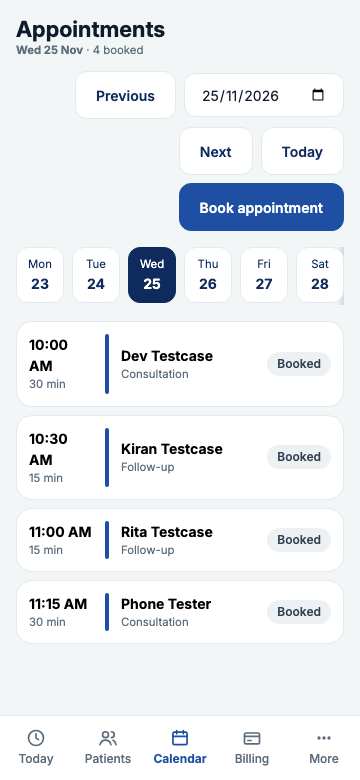 Appointments
Wed 25 Nov · 4 booked
Previous
25/11/2026
Next
Today
Book appointment
Mon Tue Wed Thu Fri Sat
23 24 25 26 27 28
10:00 AM
30 min
Dev Testcase
Consultation
Booked
10:30 AM
15 min
Kiran Testcase
Follow-up
Booked
11:00 AM
15 min
Rita Testcase
Follow-up
Booked
11:15 AM
30 min
Phone Tester
Consultation
Booked
Today Patients Calendar Billing More